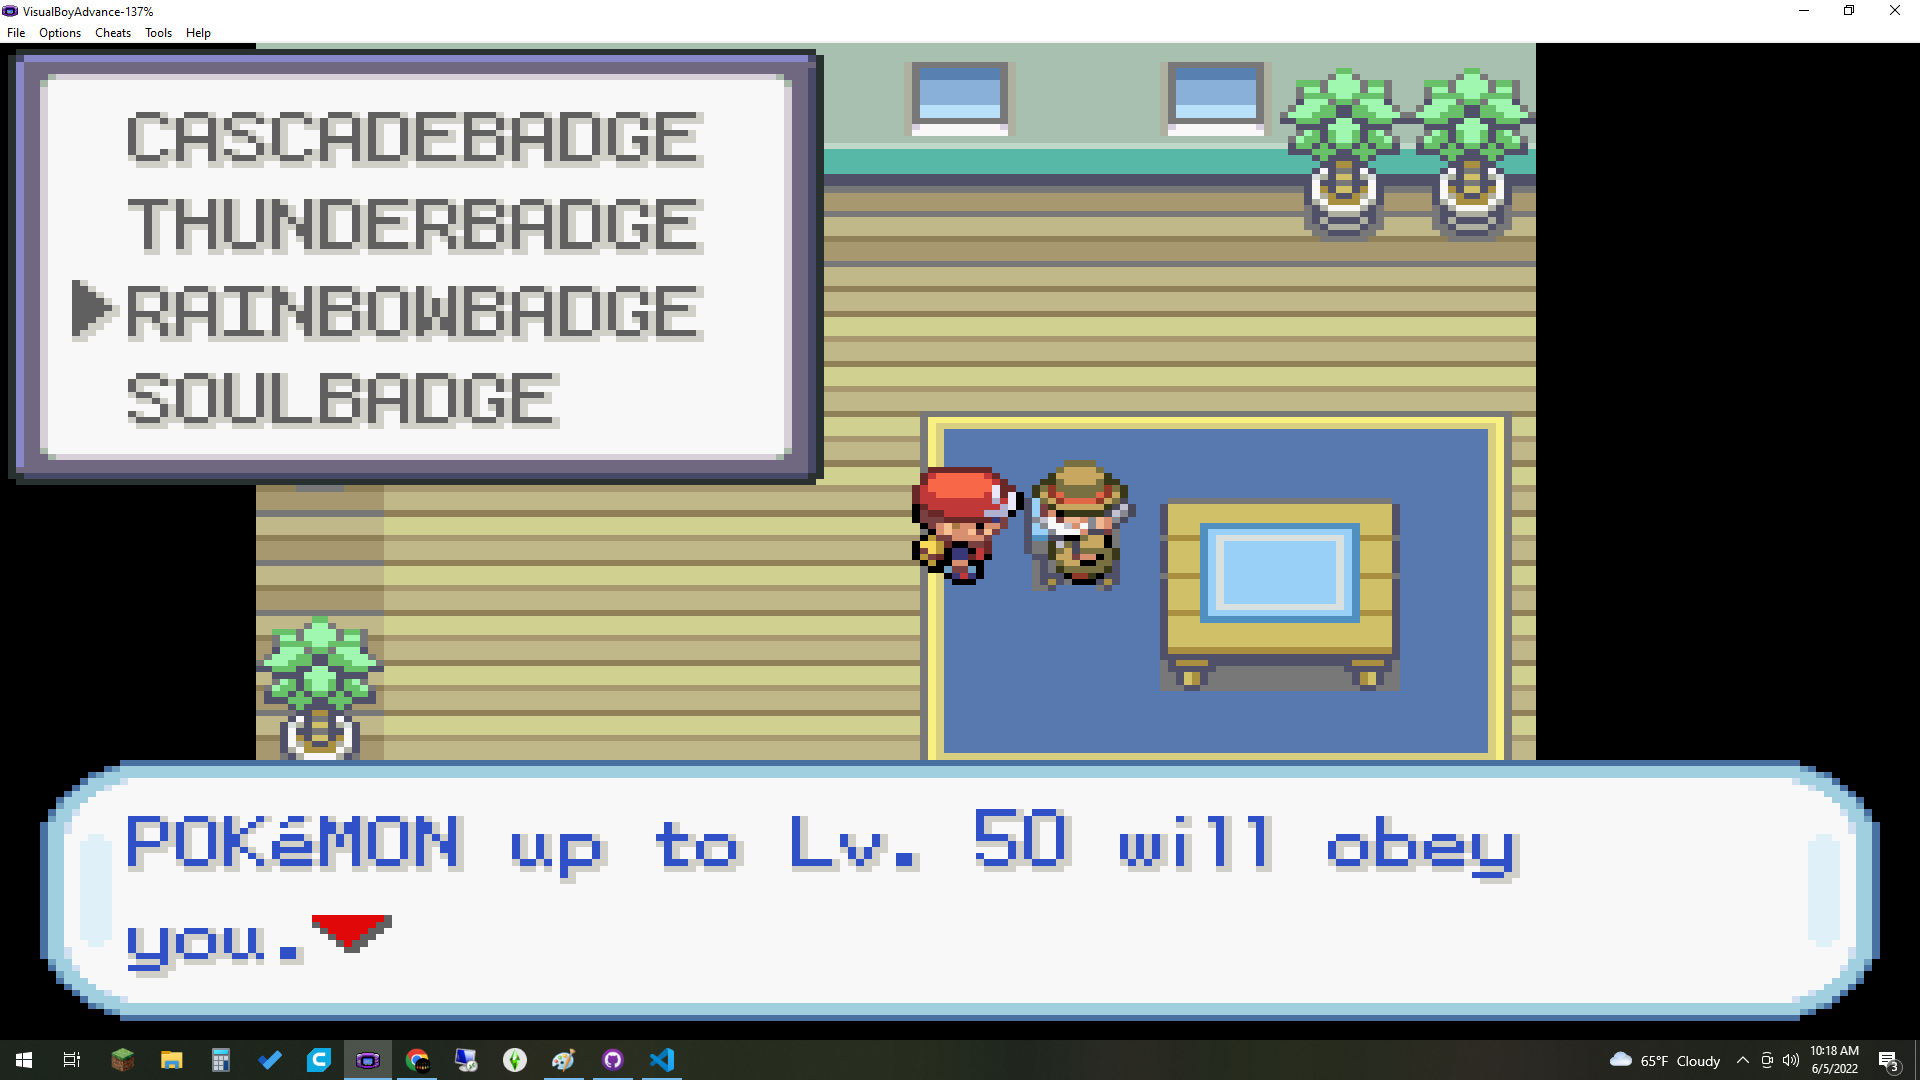 VisualBoyAdvance-137%
File Options Cheats Tools Help
CASCADEBADGE
THUNDERBADGE
RAINBOWBADGE
SOULBADGE
POKéMON up to Lv. 50 will obey
you.
65°F Cloudy
10:18 AM
6/5/2022
3